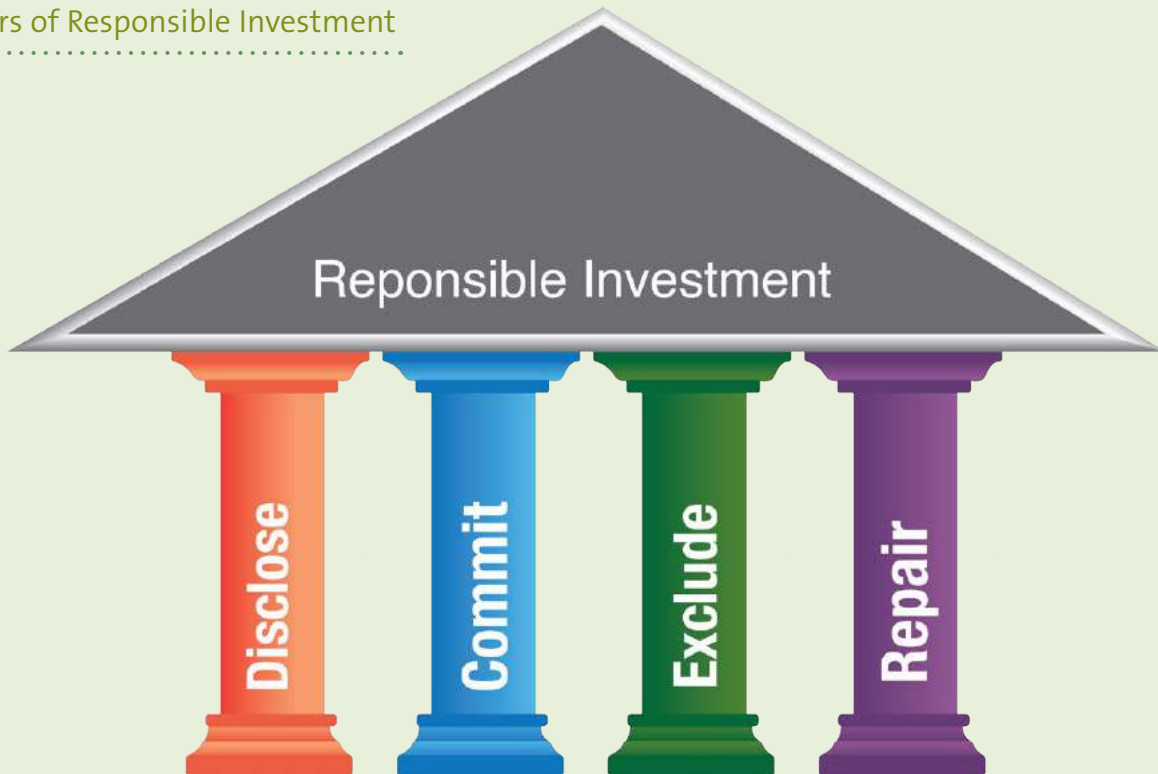 rs of Responsible Investment
Reponsible Investment
Disclose
Commit
Exclude
Repair